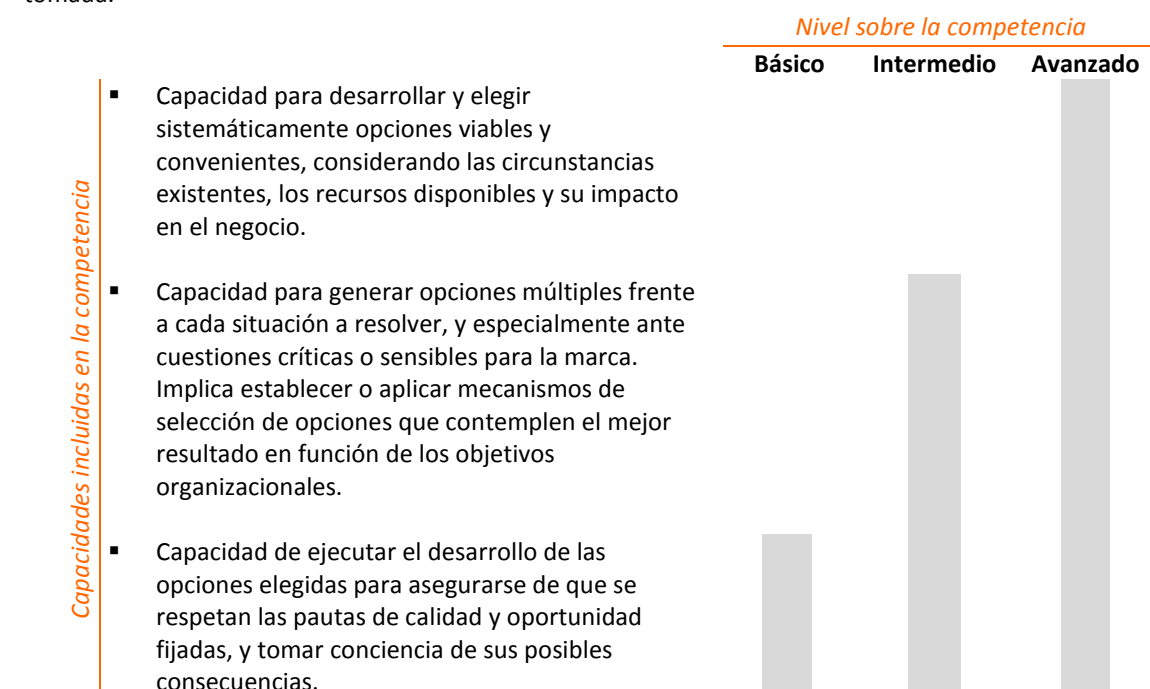 tomada.
Nivel sobre la competencia
Básico Intermedio Avanzado
Capacidades incluidas en la competencia
▪ Capacidad para desarrollar y elegir
sistemáticamente opciones viables y
convenientes, considerando las circunstancias
existentes, los recursos disponibles y su impacto
en el negocio.
▪ Capacidad para generar opciones múltiples frente
a cada situación a resolver, y especialmente ante
cuestiones críticas o sensibles para la marca.
Implica establecer o aplicar mecanismos de
selección de opciones que contemplen el mejor
resultado en función de los objetivos
organizacionales.
▪ Capacidad de ejecutar el desarrollo de las
opciones elegidas para asegurarse de que se
respetan las pautas de calidad y oportunidad
fijadas, y tomar conciencia de sus posibles
consecuencias.